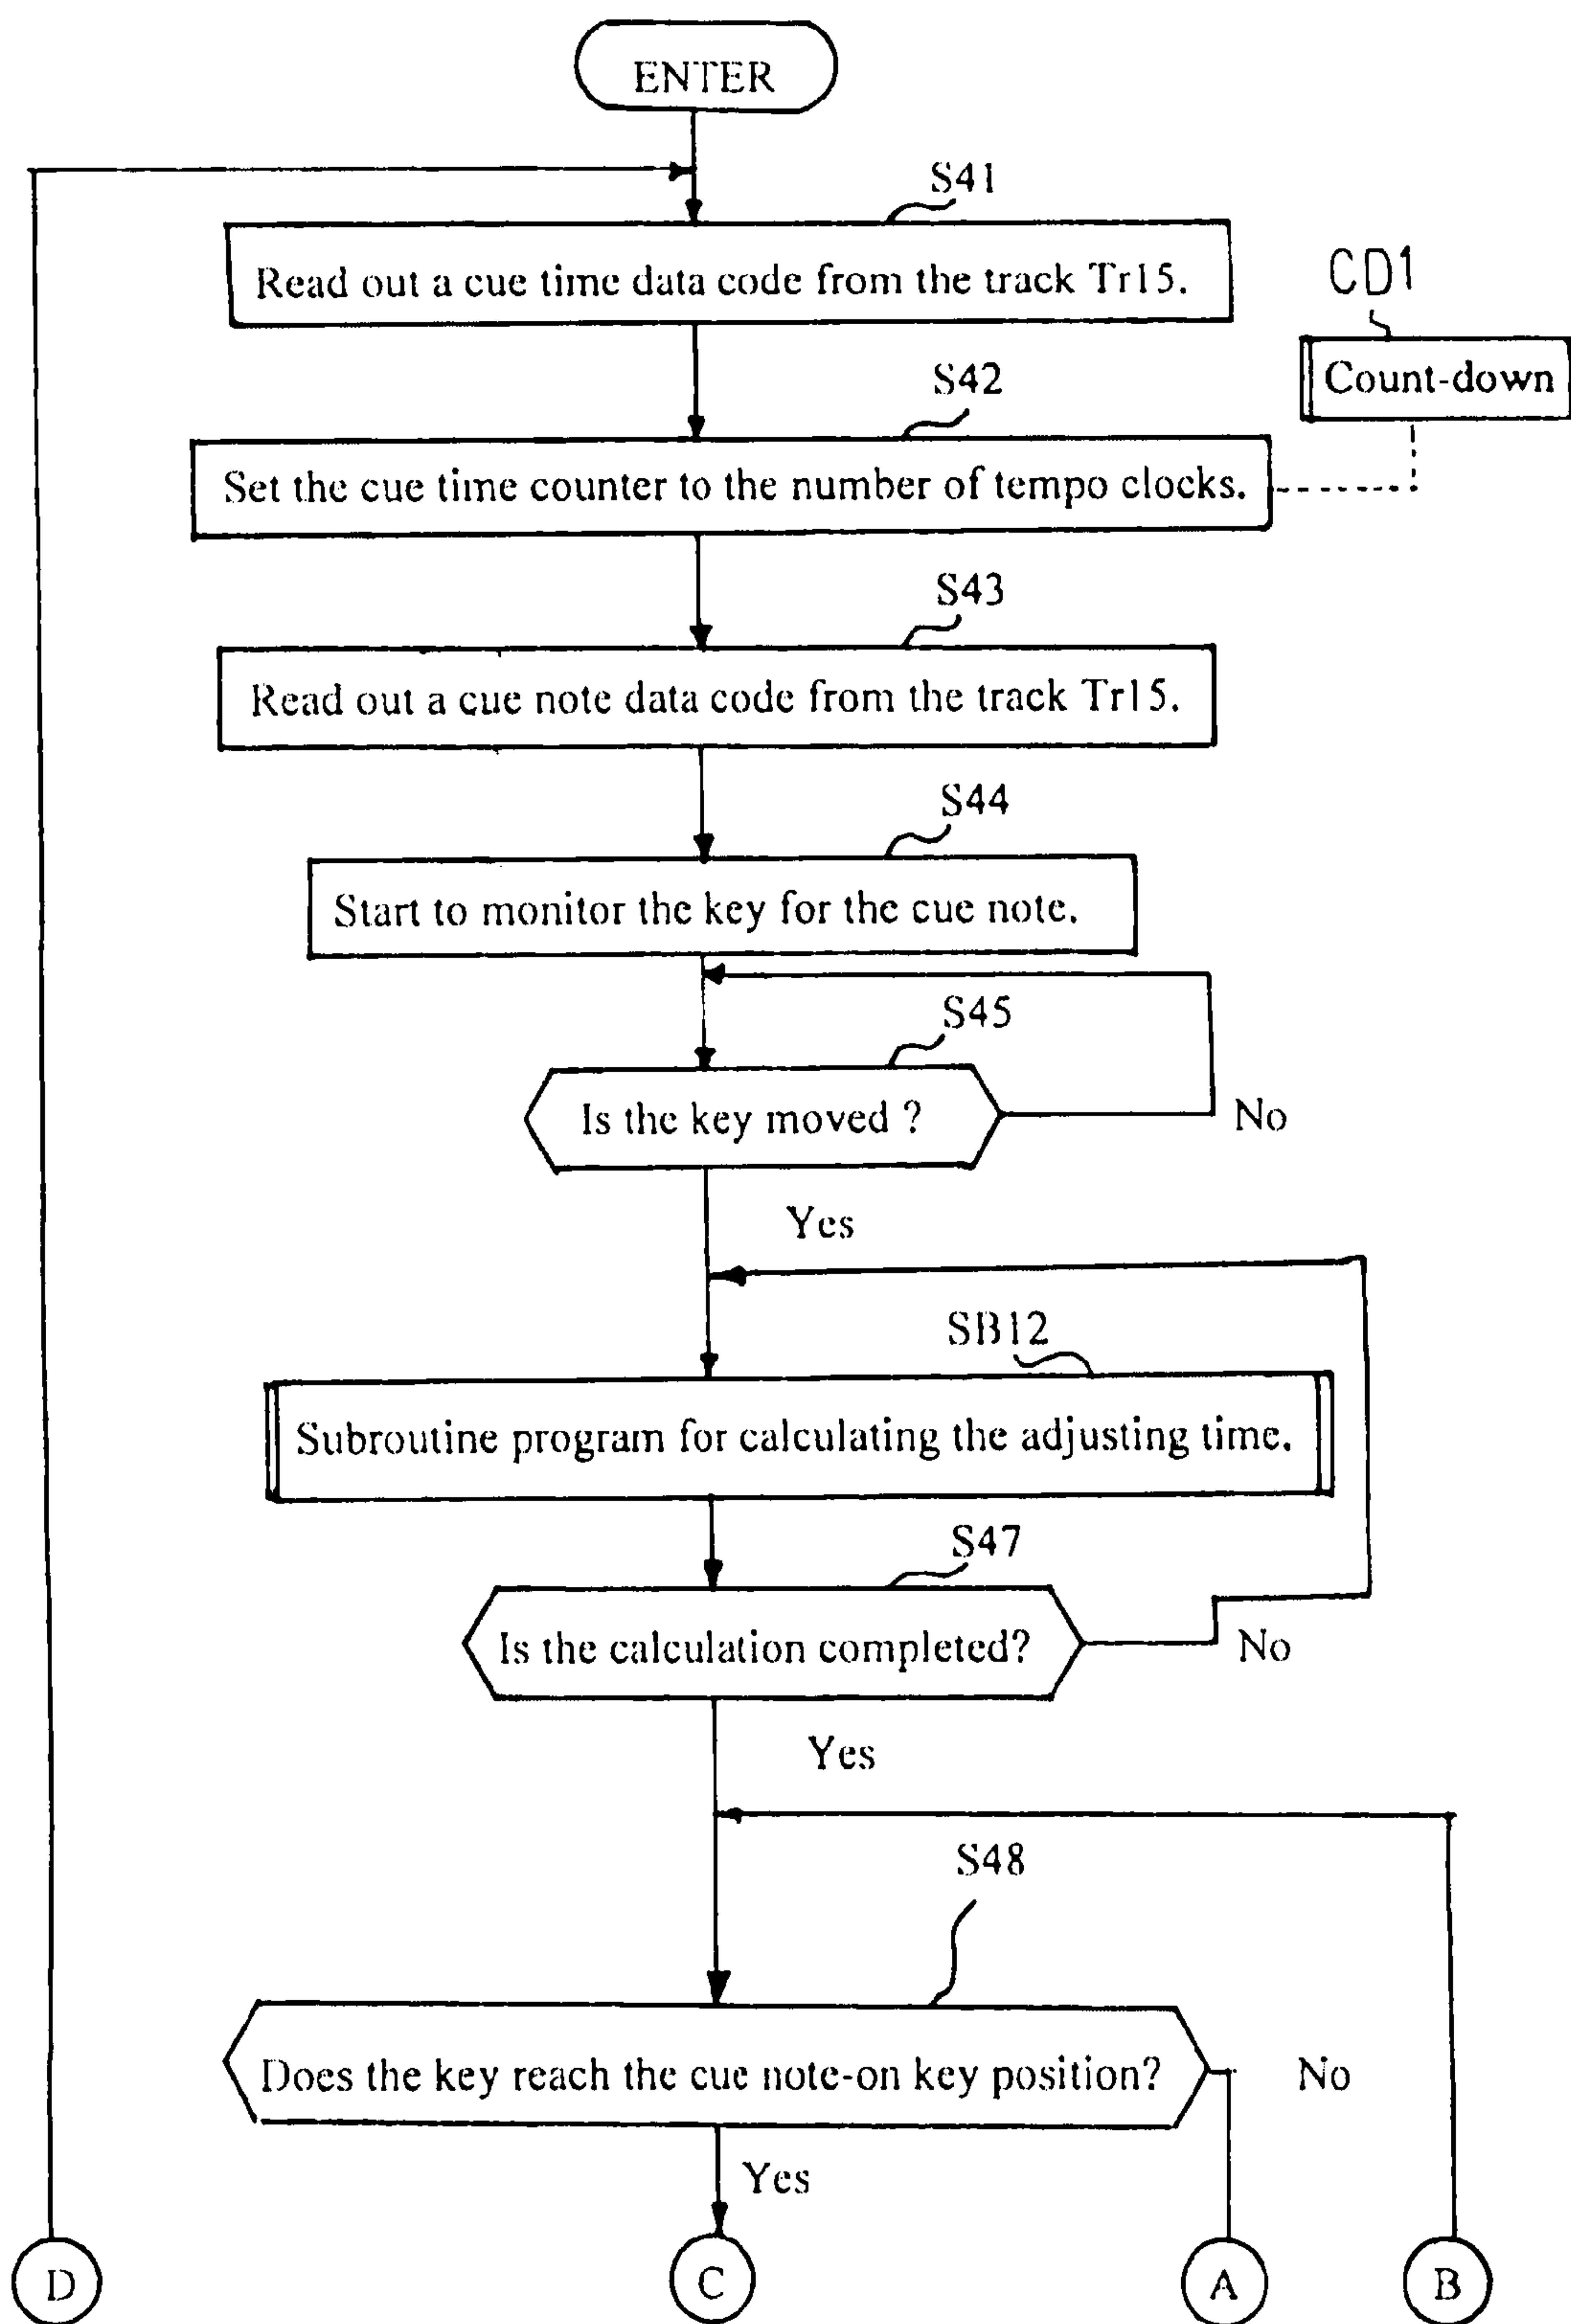 ENTER
S41
Read out a cue time data code from the track Tr15.
CD1
Count-down
S42
Set the cue time counter to the number of tempo clocks.
S43
Read out a cue note data code from the track Tr15.
S44
Start to monitor the key for the cue note.
S45
Is the key moved ?
No
Yes
SB12
Subroutine program for calculating the adjusting time.
S47
Is the calculation completed?
No
Yes
S48
Does the key reach the cue note-on key position?
No
Yes
D
C
A
B